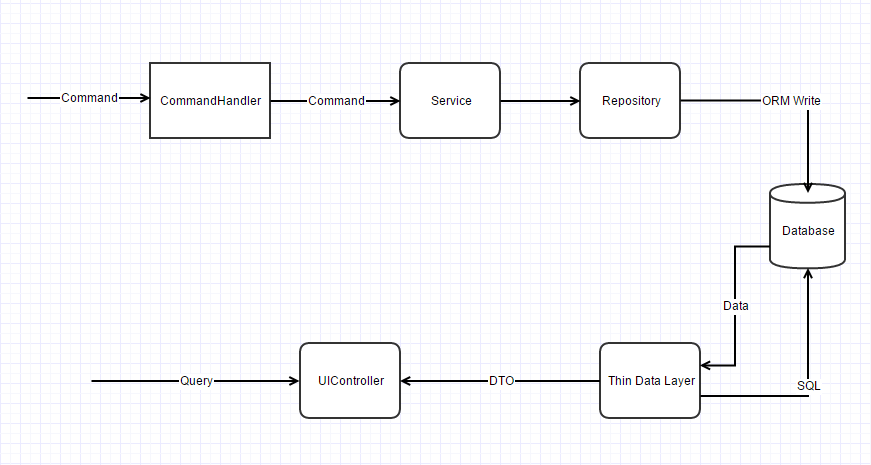 Command
CommandHandler
Command
Service
Repository
ORM Write
Database
Data
Query
UIController
DTO
Thin Data Layer
SQL